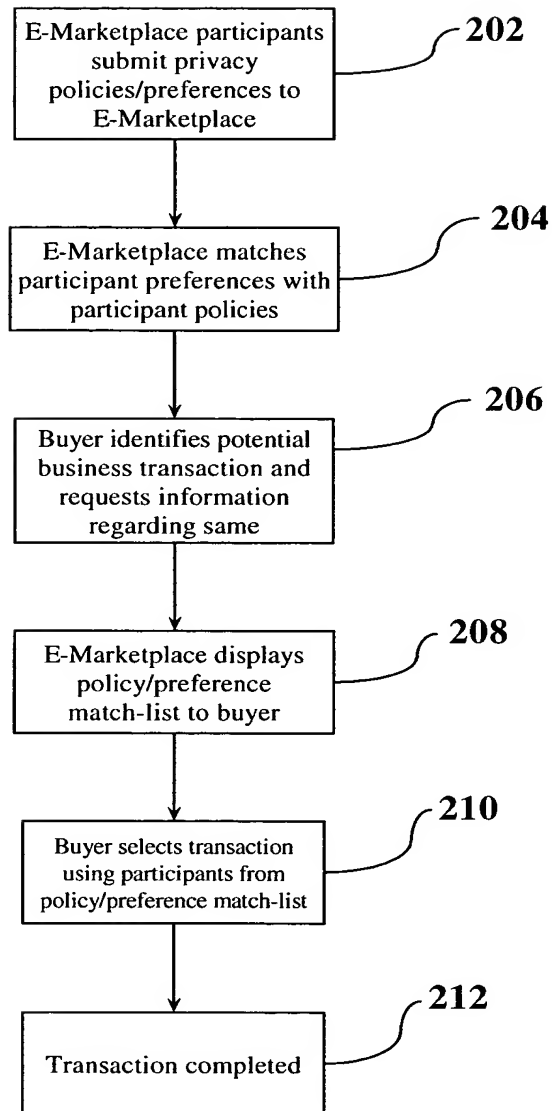 E-Marketplace participants
submit privacy
policies/preferences to
E-Marketplace
202
E-Marketplace matches
participant preferences with
participant policies
204
Buyer identifies potential
business transaction and
requests information
regarding same
206
E-Marketplace displays
policy/preference
match-list to buyer
208
Buyer selects transaction
using participants from
policy/preference match-list
210
Transaction completed
212